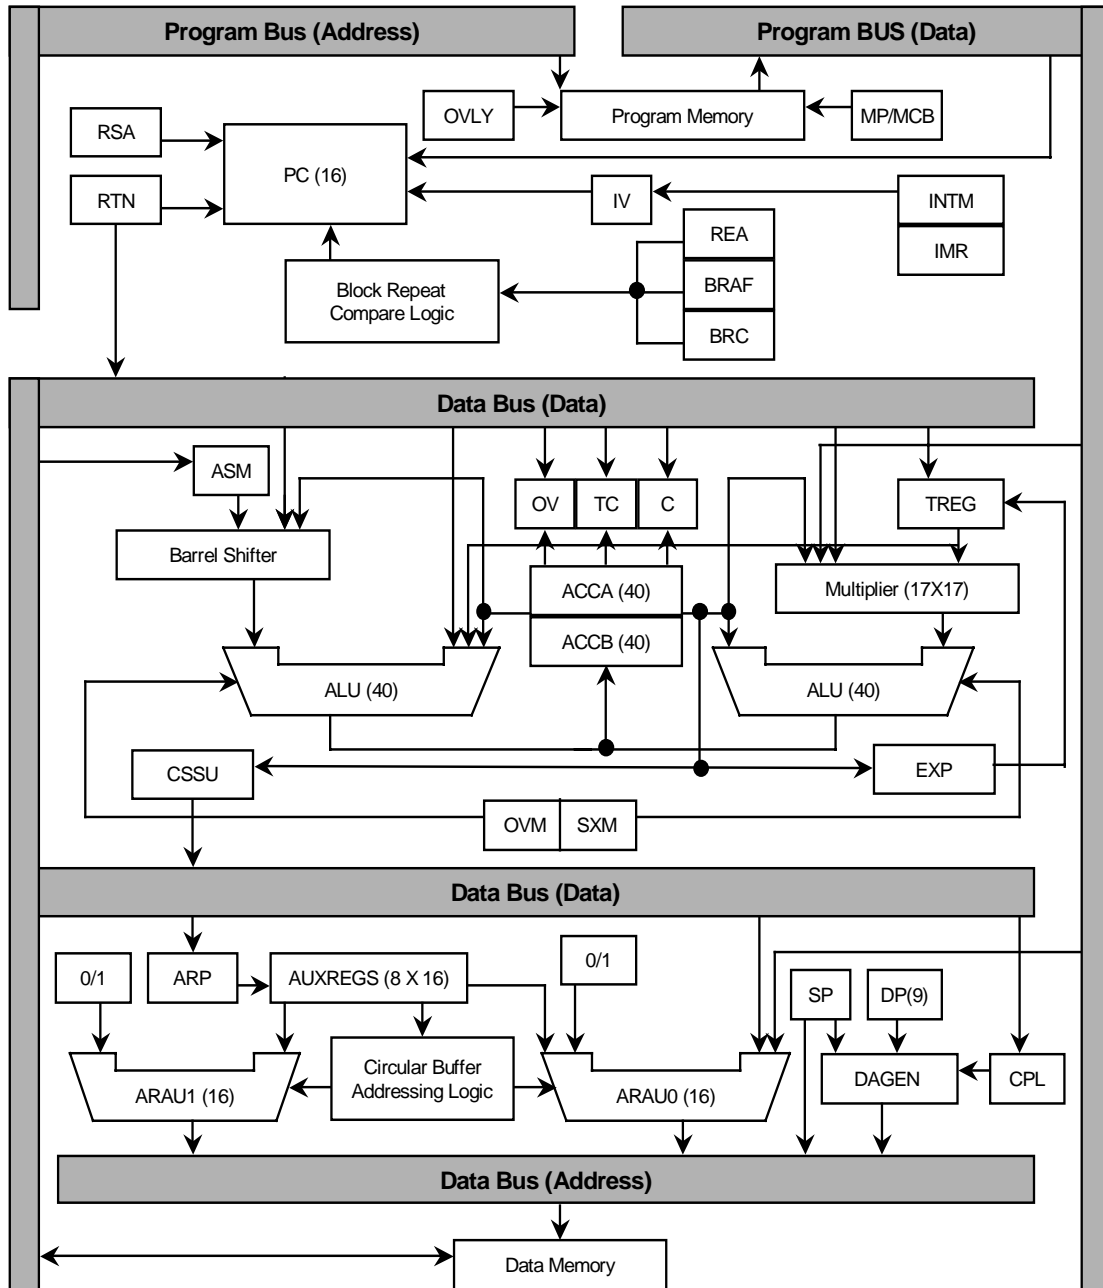 Program Bus (Address)
Program BUS (Data)
OVLY
Program Memory
MP/MCB
RSA
PC (16)
RTN
IV
INTM
IMR
REA
BRAF
BRC
Block Repeat
Compare Logic
Data Bus (Data)
ASM
OV
TC
C
TREG
Barrel Shifter
ACCA (40)
ACCB (40)
Multiplier (17X17)
ALU (40)
ALU (40)
CSSU
EXP
OVM
SXM
Data Bus (Data)
0/1
ARP
AUXREGS (8 X 16)
0/1
SP
DP(9)
ARAU1 (16)
Circular Buffer
Addressing Logic
ARAU0 (16)
DAGEN
CPL
Data Bus (Address)
Data Memory